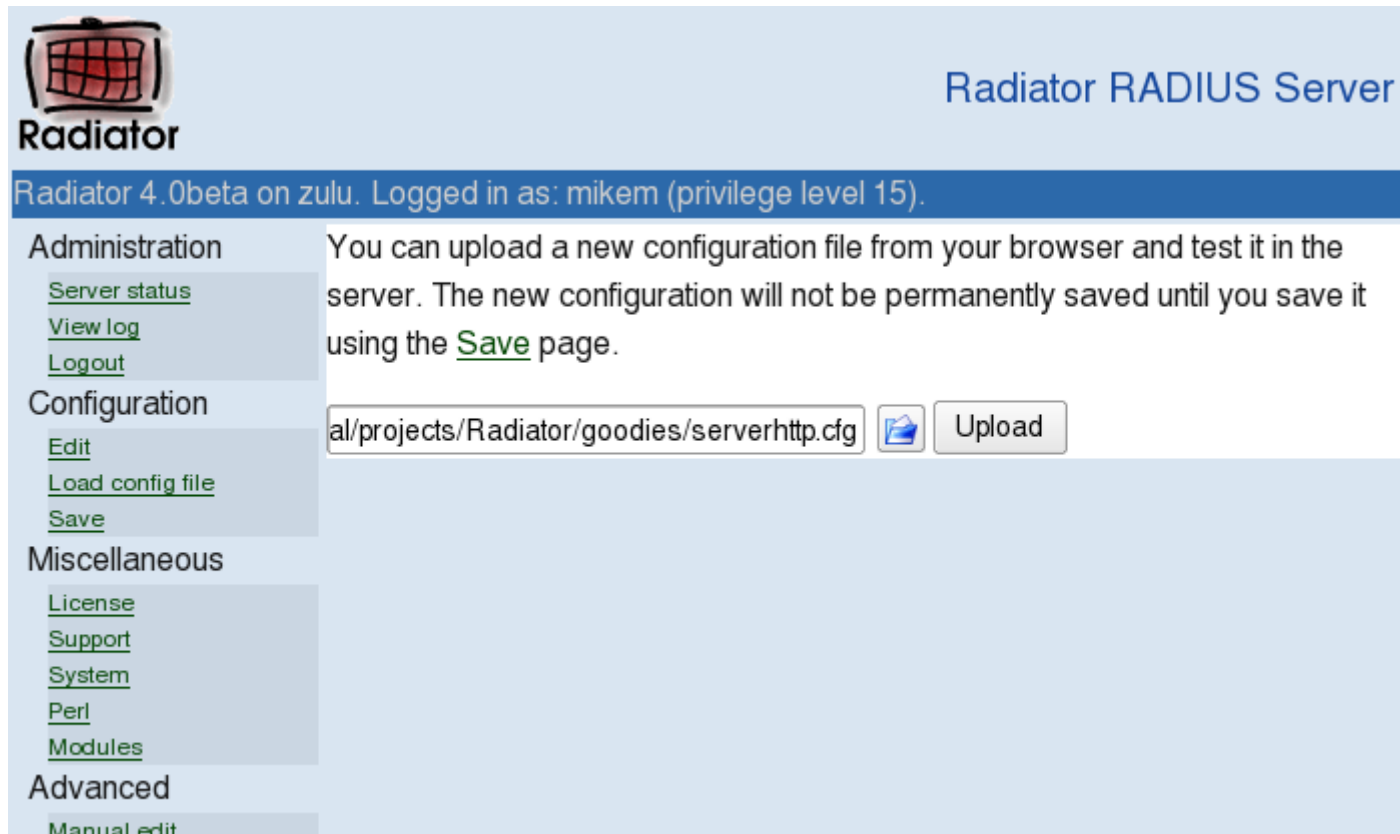 Radiator
Radiator RADIUS Server
Radiator 4.0beta on zulu. Logged in as: mikem (privilege level 15).
Administration
Server status
View log
Logout
Configuration
Edit
Load config file
Save
Miscellaneous
License
Support
System
Perl
Modules
Advanced
Manual edit
You can upload a new configuration file from your browser and test it in the
server. The new configuration will not be permanently saved until you save it
using the Save page.
al/projects/Radiator/goodies/serverhttp.cfg
Upload